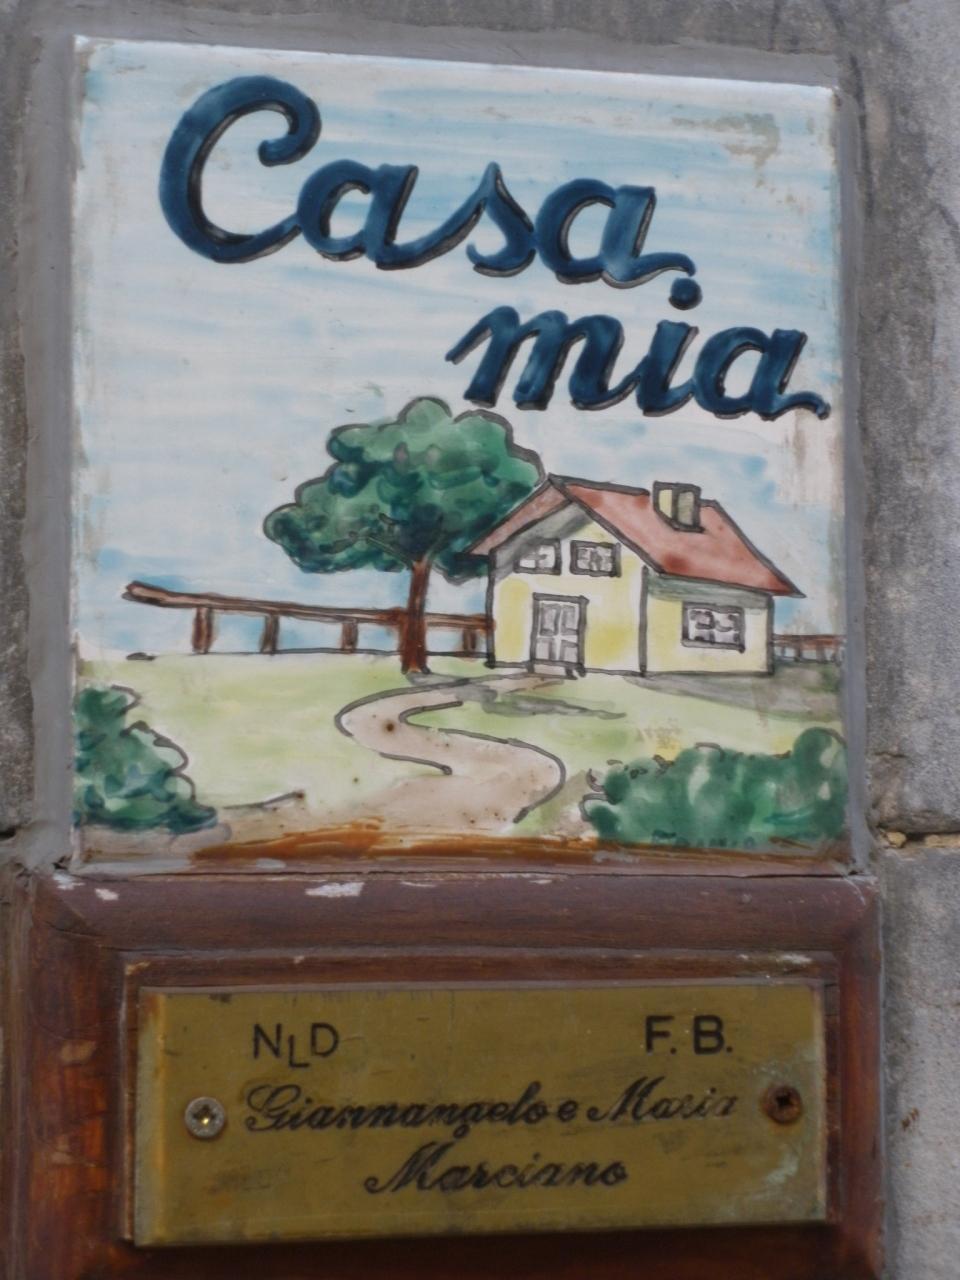 Casa
mia
NLD F. B.
Giannangelo e Maria
Marciano